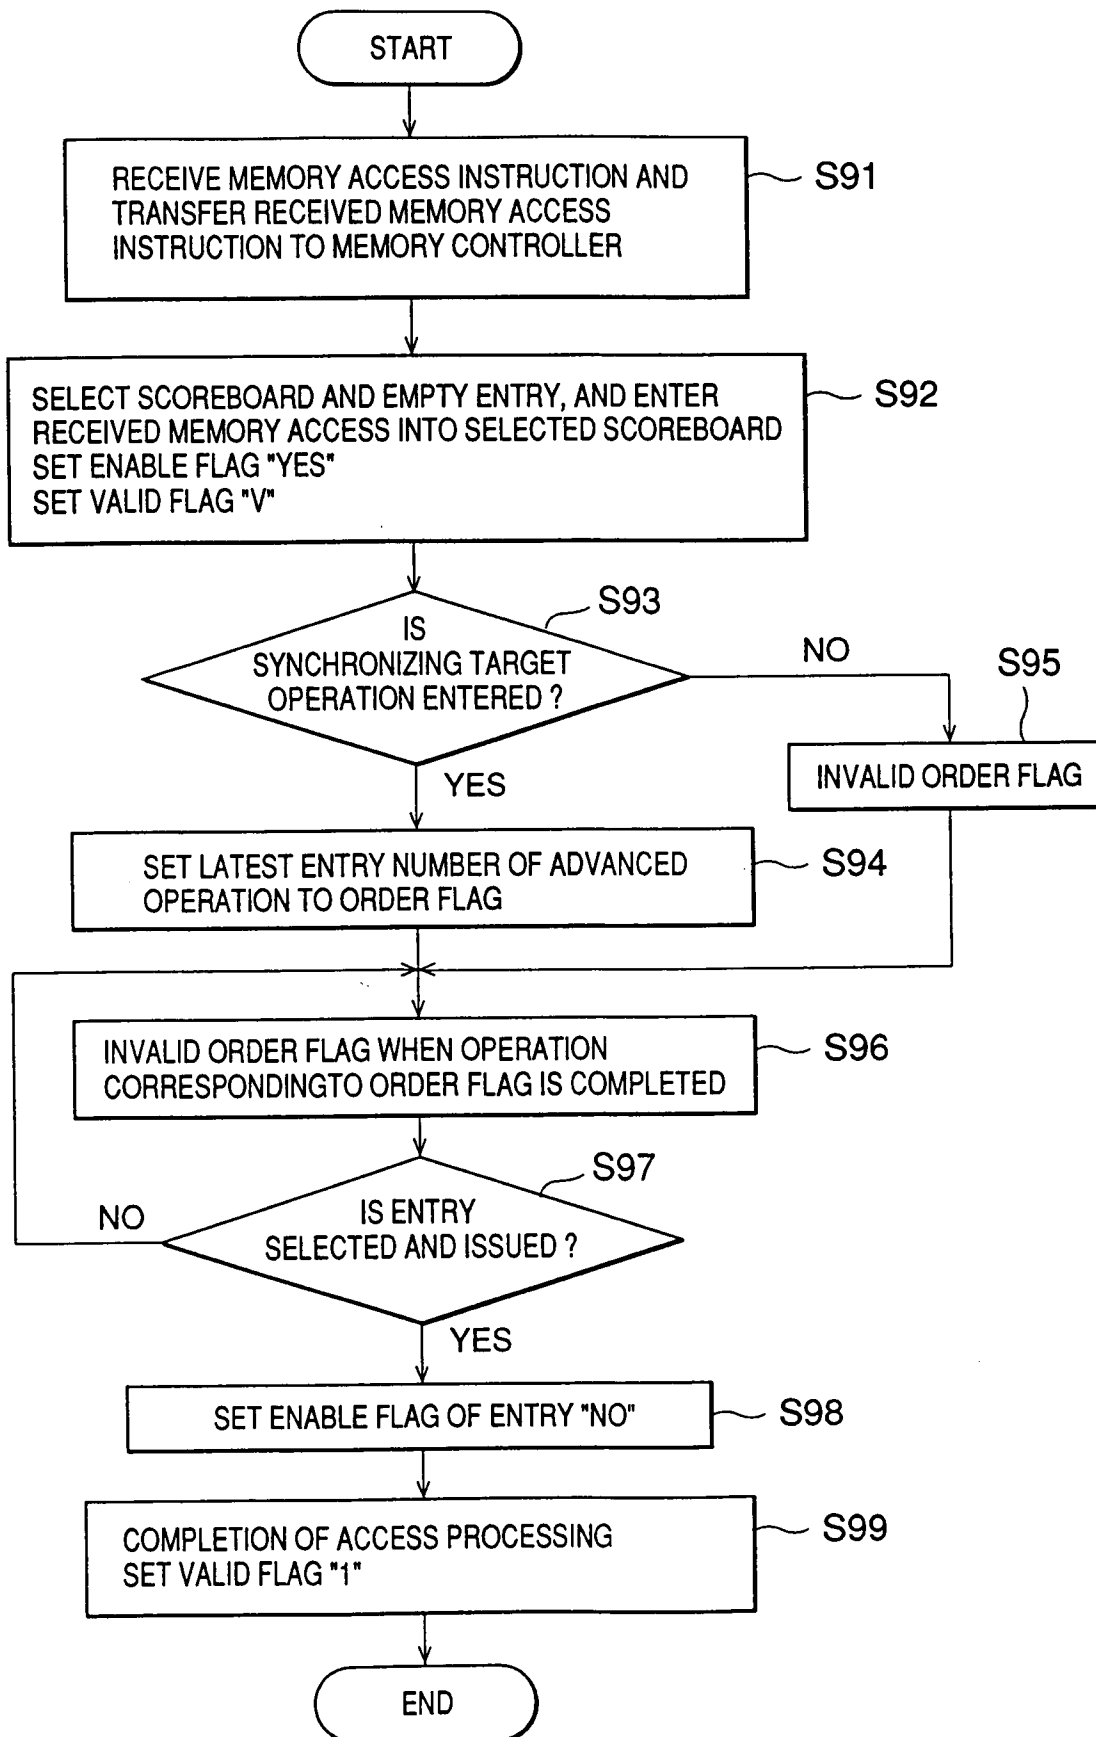 START
RECEIVE MEMORY ACCESS INSTRUCTION AND
TRANSFER RECEIVED MEMORY ACCESS
INSTRUCTION TO MEMORY CONTROLLER
S91
SELECT SCOREBOARD AND EMPTY ENTRY, AND ENTER
RECEIVED MEMORY ACCESS INTO SELECTED SCOREBOARD
SET ENABLE FLAG "YES"
SET VALID FLAG "V"
S92
IS
SYNCHRONIZING TARGET
OPERATION ENTERED ?
S93
NO
YES
S95
INVALID ORDER FLAG
SET LATEST ENTRY NUMBER OF ADVANCED
OPERATION TO ORDER FLAG
S94
INVALID ORDER FLAG WHEN OPERATION
CORRESPONDINGTO ORDER FLAG IS COMPLETED
S96
IS ENTRY
SELECTED AND ISSUED ?
S97
NO
YES
SET ENABLE FLAG OF ENTRY "NO"
S98
COMPLETION OF ACCESS PROCESSING
SET VALID FLAG "1"
S99
END